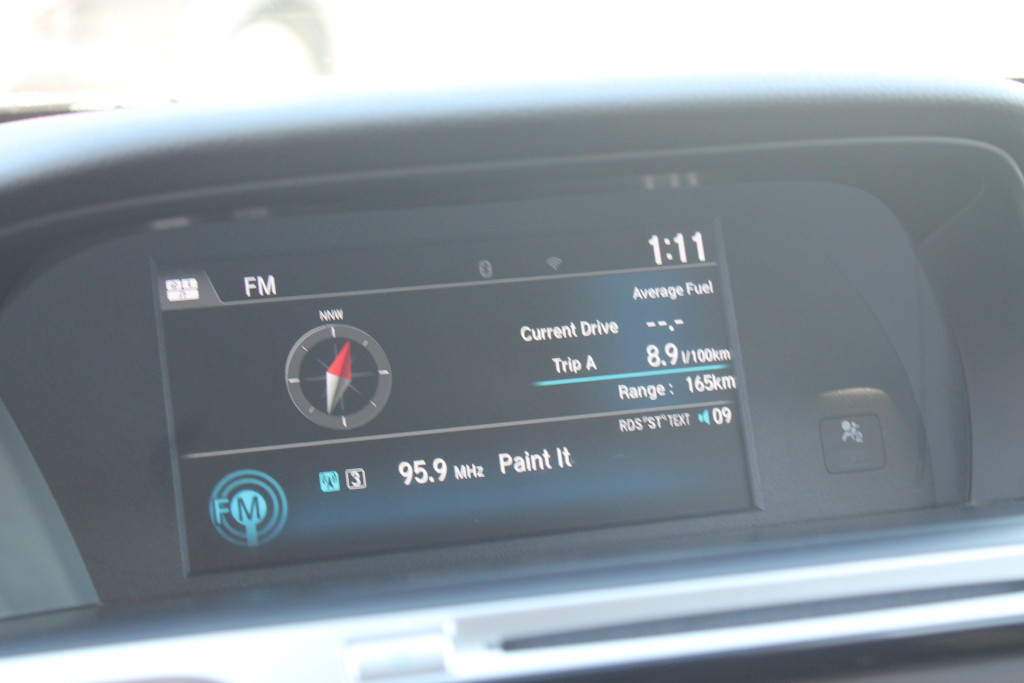 1:11
FM
Average Fuel
NNW
Current Drive --.-
Trip A 8.9 l/100km
Range : 165km
RDS "ST" TEXT 09
3 95.9 MHz Paint It
FM